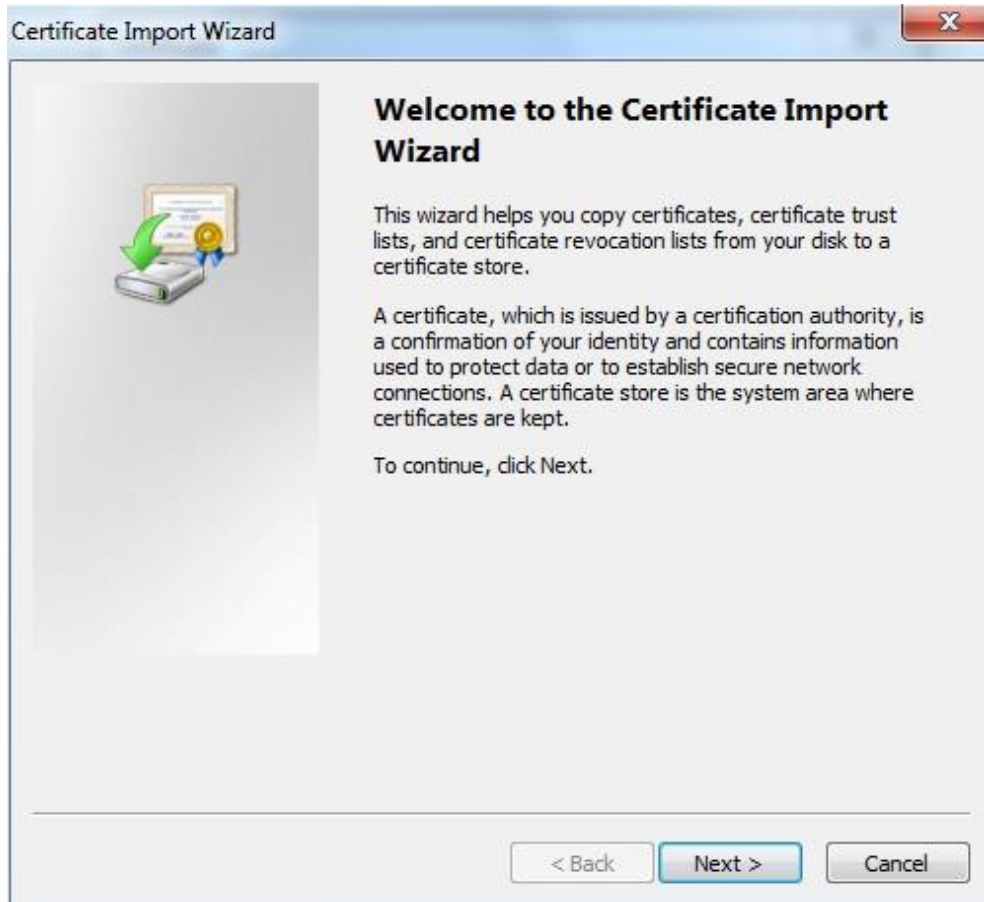 Certificate Import Wizard
Welcome to the Certificate Import
Wizard
This wizard helps you copy certificates, certificate trust
lists, and certificate revocation lists from your disk to a
certificate store.
A certificate, which is issued by a certification authority, is
a confirmation of your identity and contains information
used to protect data or to establish secure network
connections. A certificate store is the system area where
certificates are kept.
To continue, click Next.
< Back
Next >
Cancel